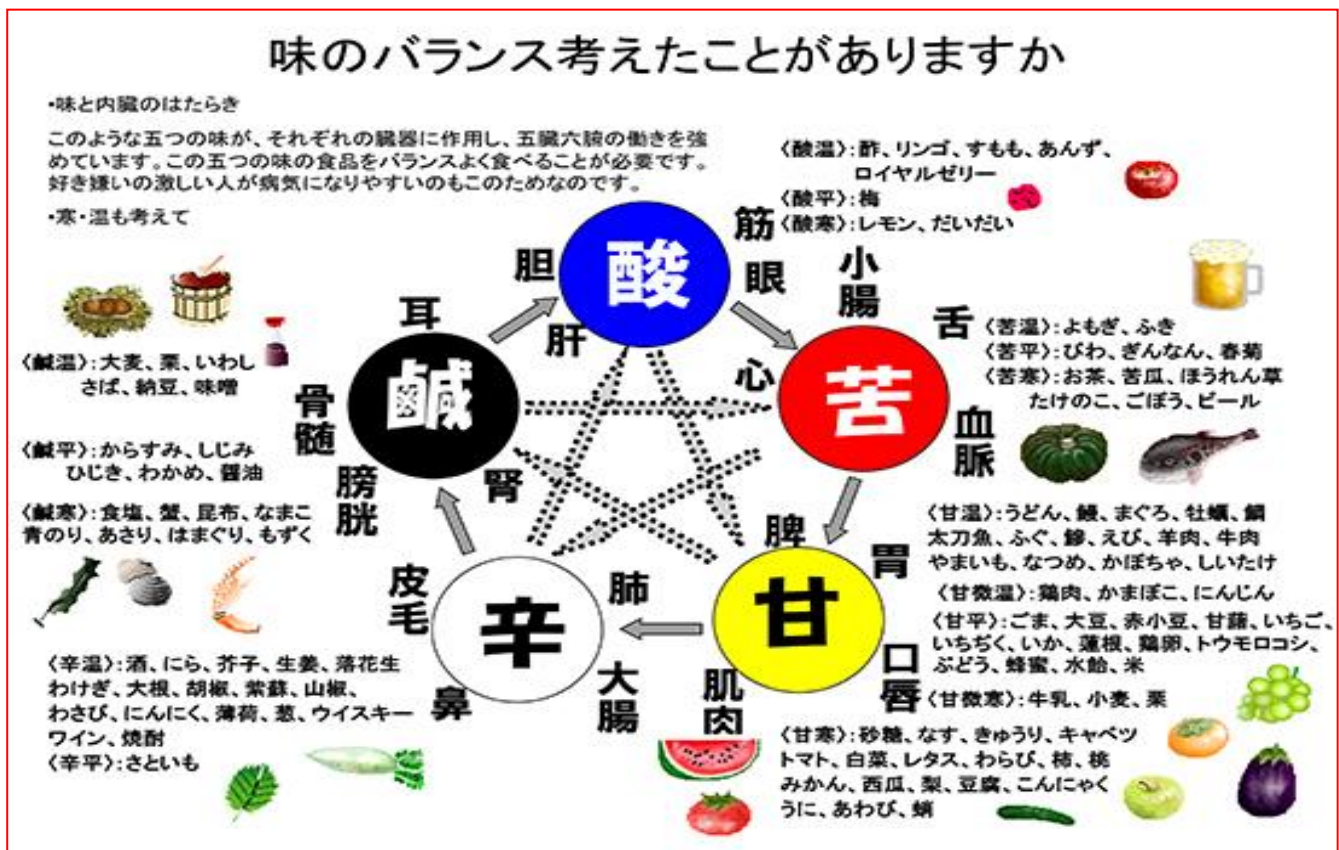 味のバランス考えたことがありますか
・味と内臓のはたらき
このような五つの味が、それぞれの臓器に作用し、五臓六腑の働きを強
めています。この五つの味の食品をバランスよく食べることが必要です。
好き嫌いの激しい人が病気になりやすいのもこのためなのです。
・寒・温も考えて
〈酸温〉:酢、リンゴ、すもも、あんず、
ロイヤルゼリー
〈酸平〉:梅
〈酸寒〉:レモン、だいだい
酸
筋
眼
胆
肝
小腸
舌
心
苦
血脈
〈苦温〉:よもぎ、ふき
〈苦平〉:びわ、ぎんなん、春菊
〈苦寒〉:お茶、苦瓜、ほうれん草
たけのこ、ごぼう、ビール
耳
鹹
骨髄
膀胱
腎
〈鹹温〉:大麦、栗、いわし
さば、納豆、味噌
〈鹹平〉:からすみ、しじみ
ひじき、わかめ、醤油
〈鹹寒〉:食塩、蟹、昆布、なまこ
青のり、あさり、はまぐり、もずく
脾
胃
甘
口唇
肌肉
〈甘温〉:うどん、鰻、まぐろ、牡蠣、鯛
太刀魚、ふぐ、鯵、えび、羊肉、牛肉
やまいも、なつめ、かぼちゃ、しいたけ
〈甘微温〉:鶏肉、かまぼこ、にんじん
〈甘平〉:ごま、大豆、赤小豆、甘藷、いちご、
いちぢく、いか、蓮根、鶏卵、トウモロコシ、
ぶどう、蜂蜜、水飴、米
〈甘微寒〉:牛乳、小麦、粟
〈甘寒〉:砂糖、なす、きゅうり、キャベツ
トマト、白菜、レタス、わらび、柿、桃
みかん、西瓜、梨、豆腐、こんにゃく
うに、あわび、蛸
皮毛
肺
辛
鼻
大腸
〈辛温〉:酒、にら、芥子、生姜、落花生
わけぎ、大根、胡椒、紫蘇、山椒、
わさび、にんにく、薄荷、葱、ウイスキー
ワイン、焼酎
〈辛平〉:さといも